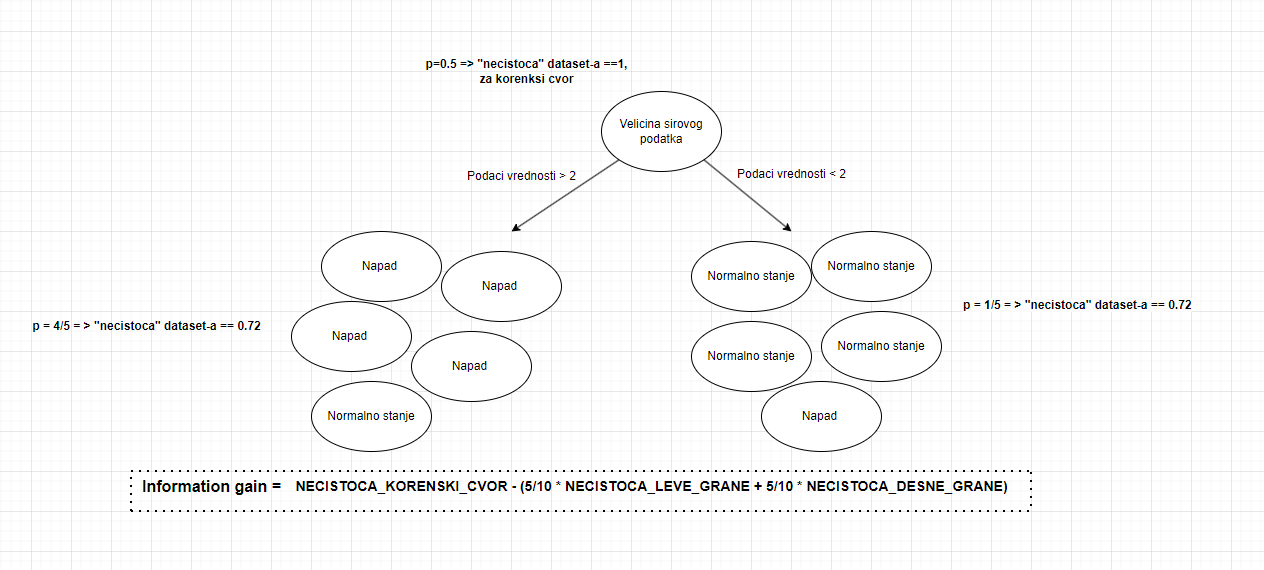 p=0.5 => "necistoca" dataset-a ==1,
za korenksi cvor
Velicina sirovog
podatka
Podaci vrednosti > 2
Podaci vrednosti < 2
Napad
Napad
Napad
Napad
Normalno stanje
p = 4/5 = > "necistoca" dataset-a == 0.72
Normalno stanje
Normalno stanje
Normalno stanje
Normalno stanje
Napad
p = 1/5 = > "necistoca" dataset-a == 0.72
Information gain = NECISTOCA_KORENSKI_CVOR - (5/10 * NECISTOCA_LEVE_GRANE + 5/10 * NECISTOCA_DESNE_GRANE)